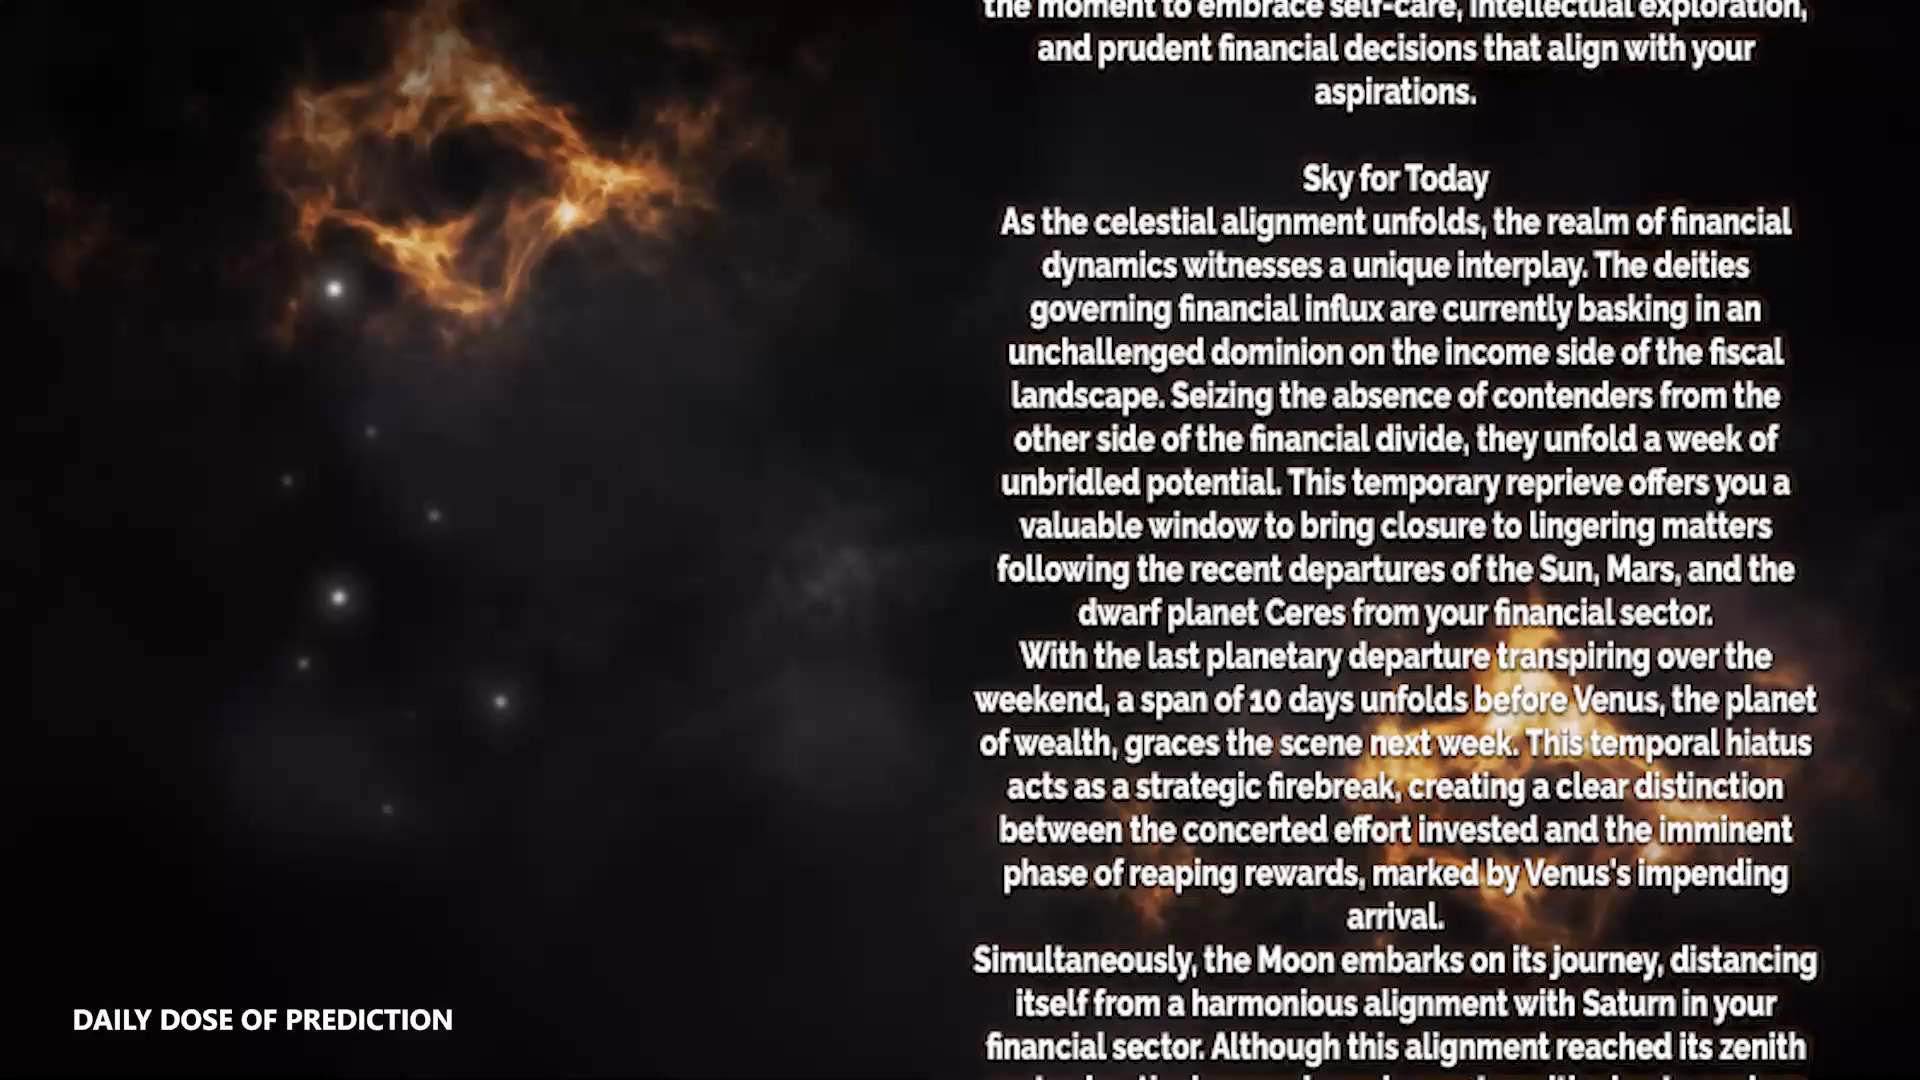 the moment to embrace self-care, intellectual exploration,
and prudent financial decisions that align with your
aspirations.
Sky for Today
As the celestial alignment unfolds, the realm of financial
dynamics witnesses a unique interplay. The deities
governing financial influx are currently basking in an
unchallenged dominion on the income side of the fiscal
landscape. Seizing the absence of contenders from the
other side of the financial divide, they unfold a week of
unbridled potential. This temporary reprieve offers you a
valuable window to bring closure to lingering matters
following the recent departures of the Sun, Mars, and the
dwarf planet Ceres from your financial sector.
With the last planetary departure transpiring over the
weekend, a span of 10 days unfolds before Venus, the planet
of wealth, graces the scene next week. This temporal hiatus
acts as a strategic firebreak, creating a clear distinction
between the concerted effort invested and the imminent
phase of reaping rewards, marked by Venus's impending
arrival.
Simultaneously, the Moon embarks on its journey, distancing
itself from a harmonious alignment with Saturn in your
financial sector. Although this alignment reached its zenith
DAILY DOSE OF PREDICTION